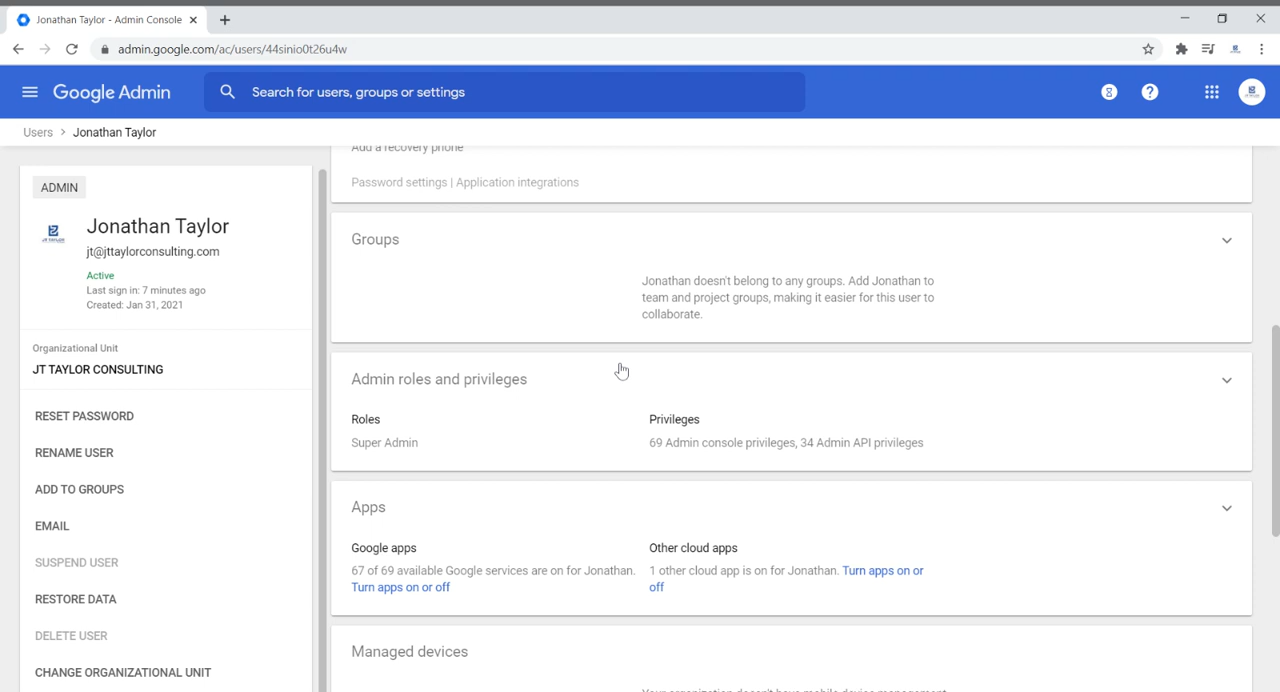 Jonathan Taylor - Admin Console
admin.google.com/ac/users/44sinio0t26u4w
Google Admin
Search for users, groups or settings
Users > Jonathan Taylor
ADMIN
Jonathan Taylor
jt@jttaylorconsulting.com
Active
Last sign in: 7 minutes ago
Created: Jan 31, 2021
Organizational Unit
JT TAYLOR CONSULTING
RESET PASSWORD
RENAME USER
ADD TO GROUPS
EMAIL
SUSPEND USER
RESTORE DATA
DELETE USER
CHANGE ORGANIZATIONAL UNIT
Add a recovery phone
Password settings | Application integrations
Groups
Jonathan doesn't belong to any groups. Add Jonathan to
team and project groups, making it easier for this user to
collaborate.
Admin roles and privileges
Roles
Super Admin
Privileges
69 Admin console privileges, 34 Admin API privileges
Apps
Google apps
67 of 69 available Google services are on for Jonathan.
Turn apps on or off
Other cloud apps
1 other cloud app is on for Jonathan. Turn apps on or
off
Managed devices
Your organization doesn't have mobile device management